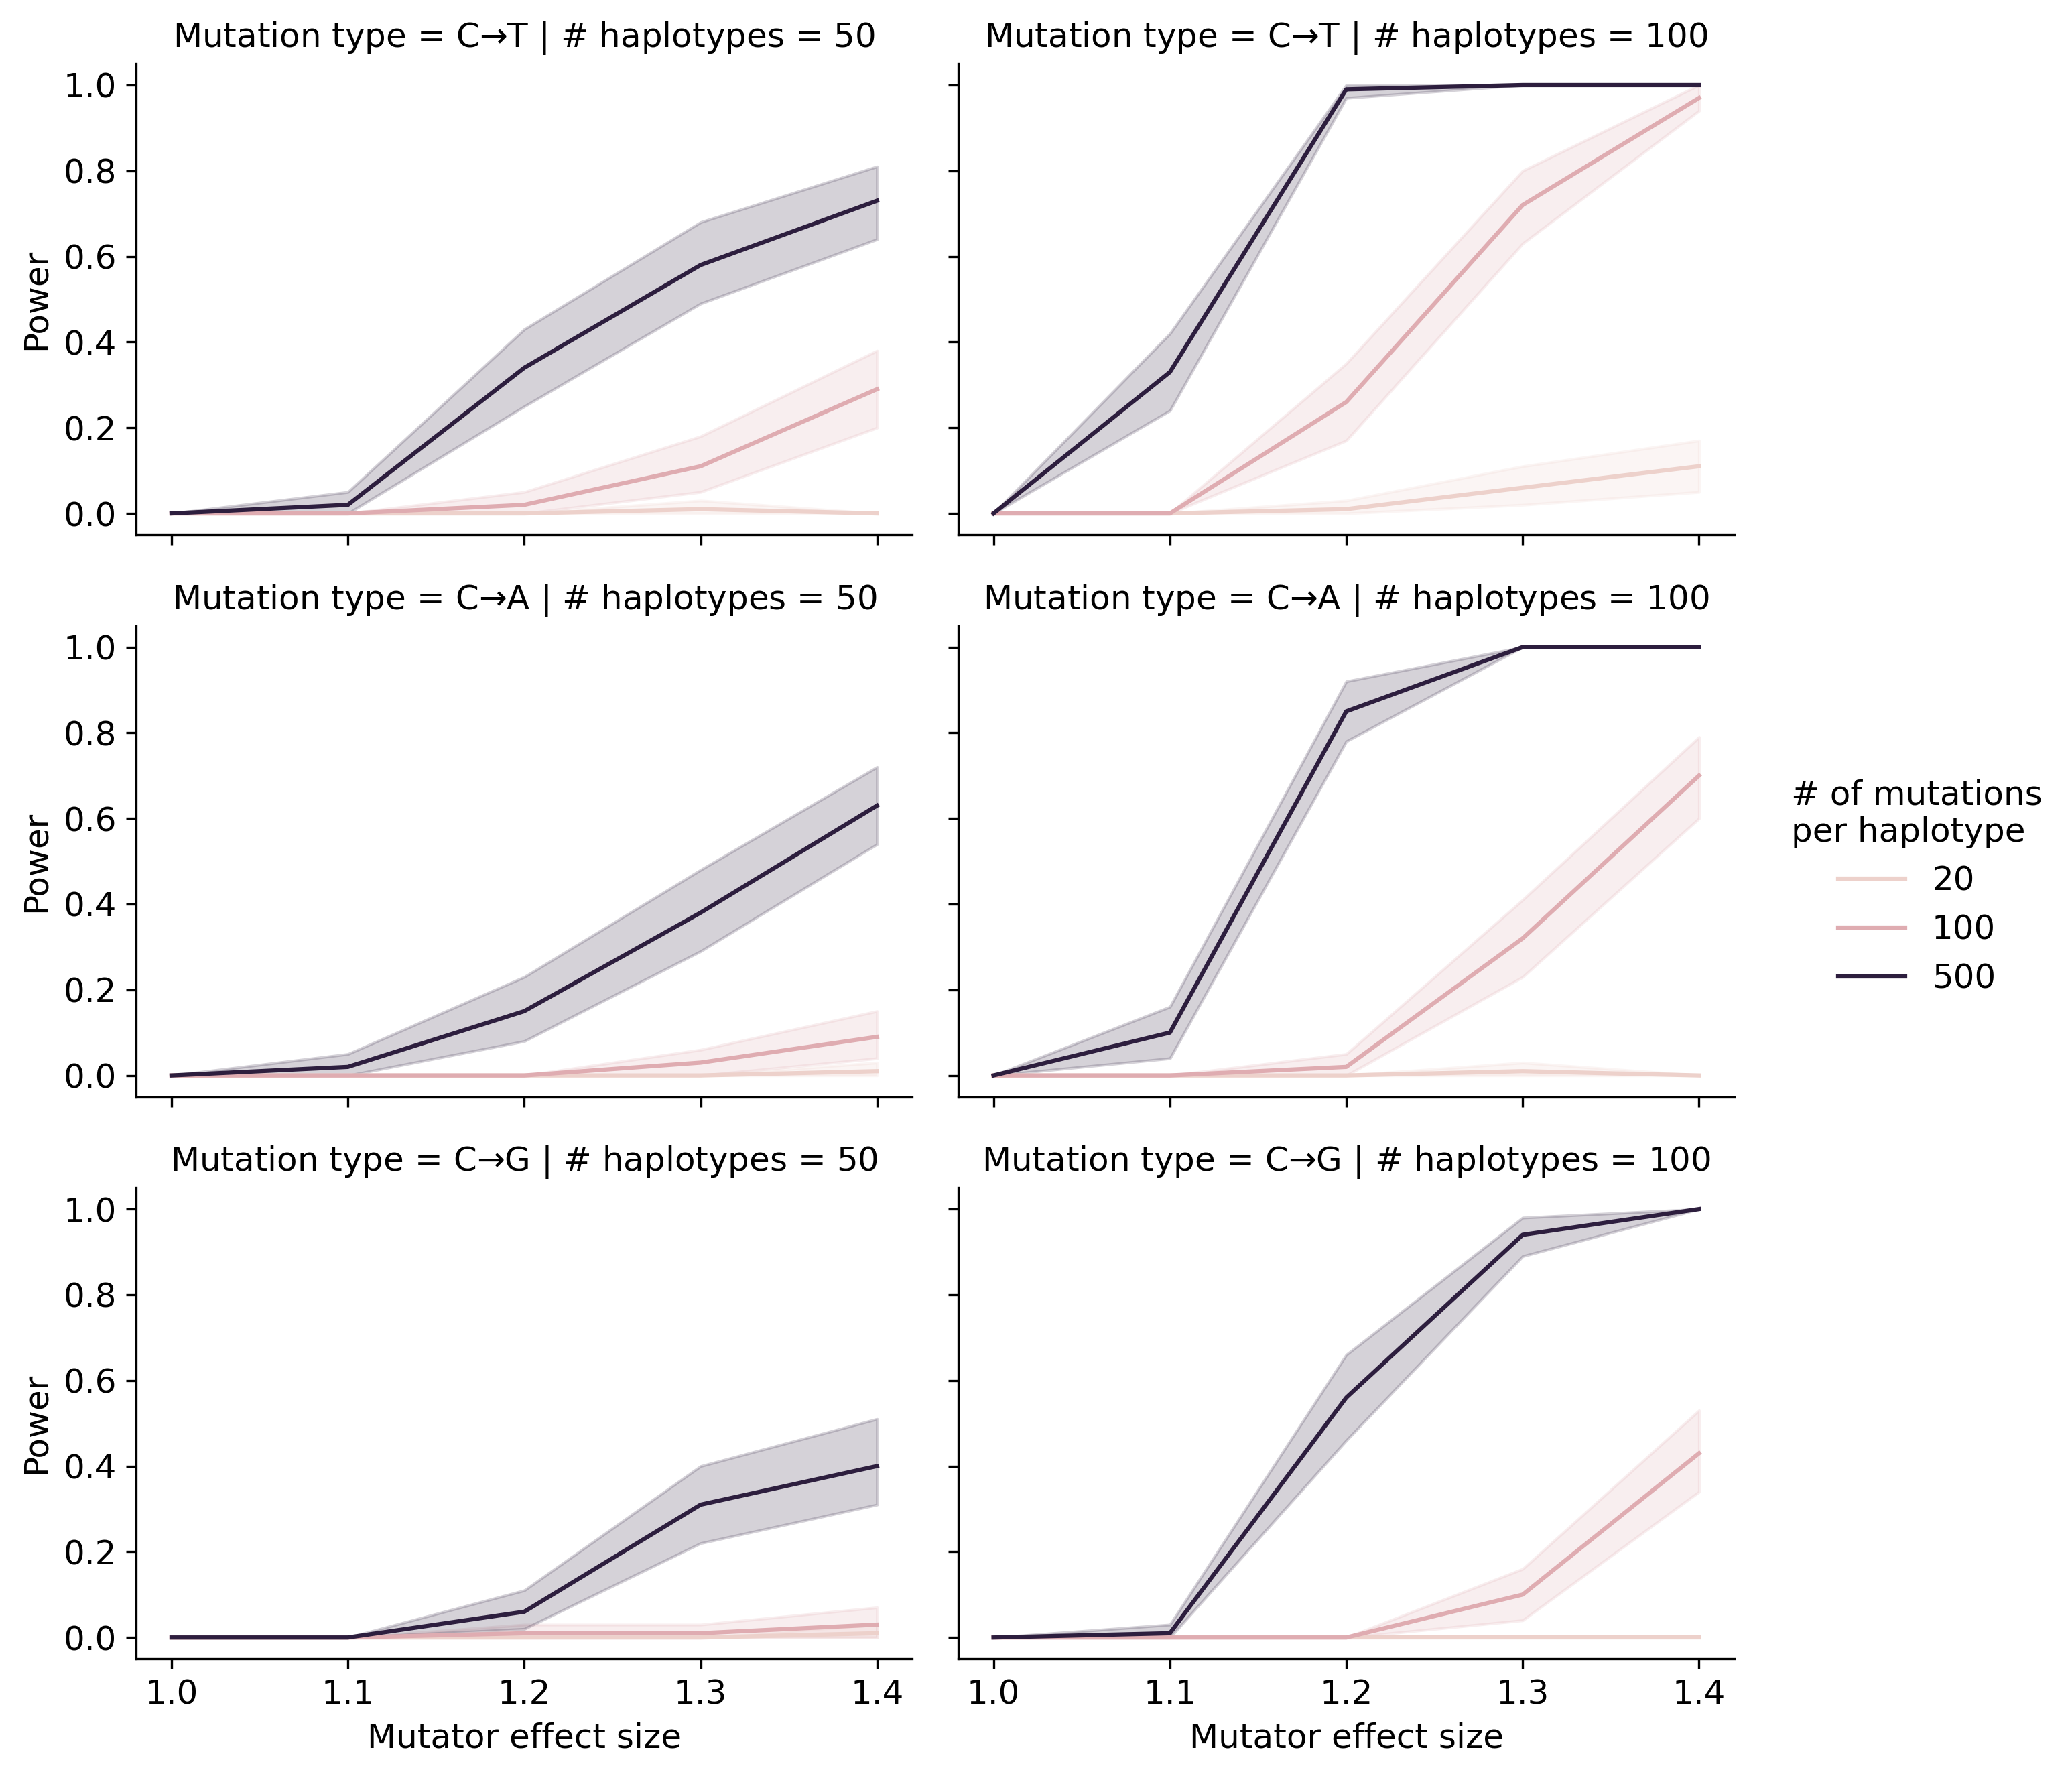 Mutation type = C→T | # haplotypes = 50
Mutation type = C→T | # haplotypes = 100
1.0
0.8
0.6
0.4
0.2
0.0
Power
Mutation type = C→A | # haplotypes = 50
Mutation type = C→A | # haplotypes = 100
1.0
0.8
0.6
0.4
0.2
0.0
Power
# of mutations
per haplotype
20
100
500
Mutation type = C→G | # haplotypes = 50
Mutation type = C→G | # haplotypes = 100
1.0
0.8
0.6
0.4
0.2
0.0
Power
1.0 1.1 1.2 1.3 1.4
Mutator effect size
1.0 1.1 1.2 1.3 1.4
Mutator effect size